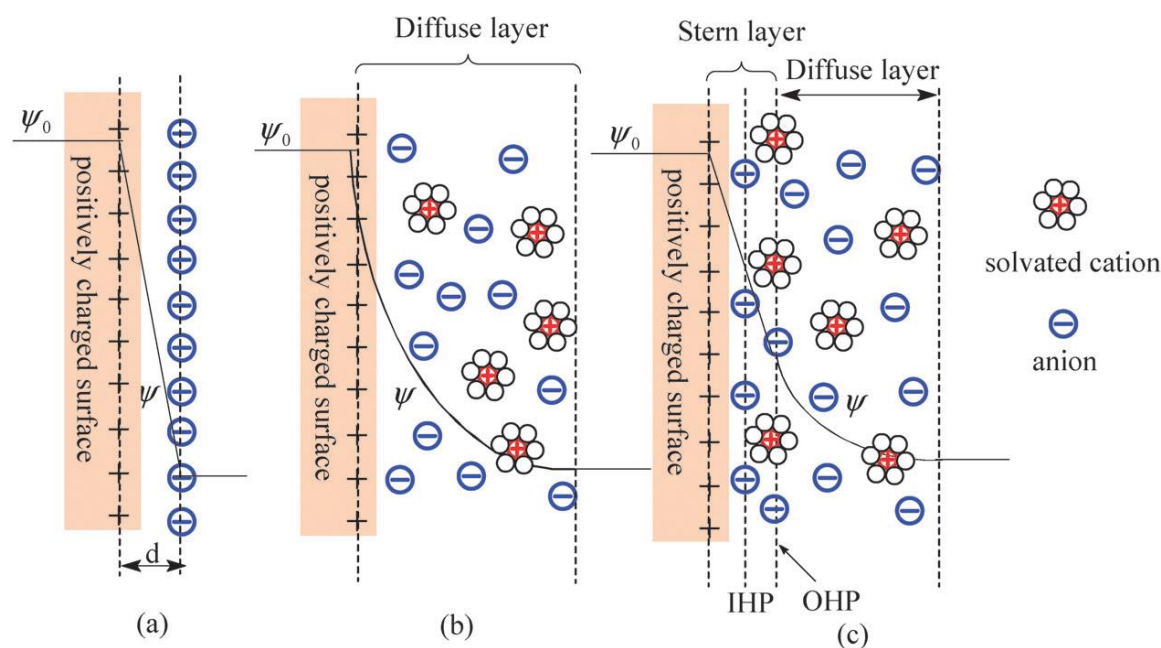 Diffuse layer
Stern layer
Diffuse layer
ψ₀
ψ₀
ψ₀
positively charged surface
positively charged surface
positively charged surface
ψ
ψ
ψ
solvated cation
anion
d
IHP
OHP
(a)
(b)
(c)